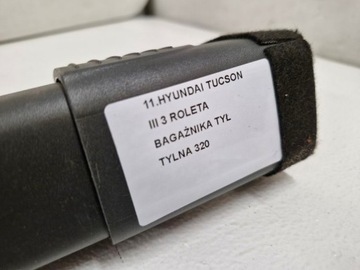 11.HYUNDAI TUCSON
III 3 ROLETA
BAGAŻNIKA TYŁ
TYLNA 320